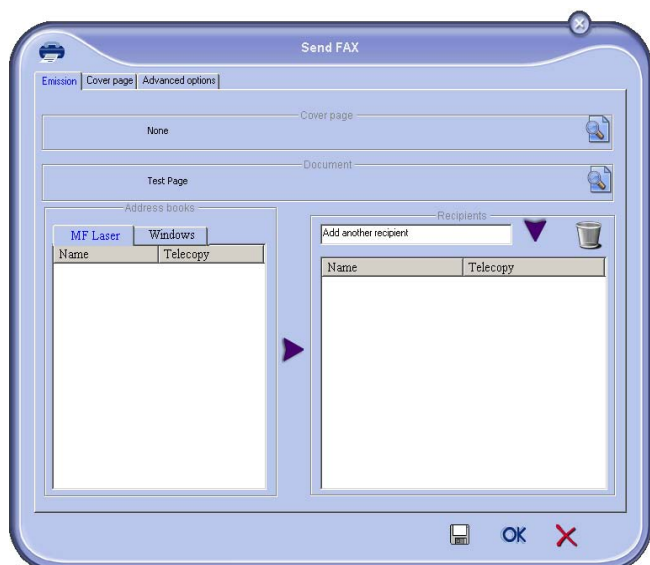 Send FAX
Emission Cover page Advanced options
Cover page
None
Document
Test Page
Address books
MF Laser Windows
Name Telecopy
Recipients
Add another recipient
Name Telecopy
OK